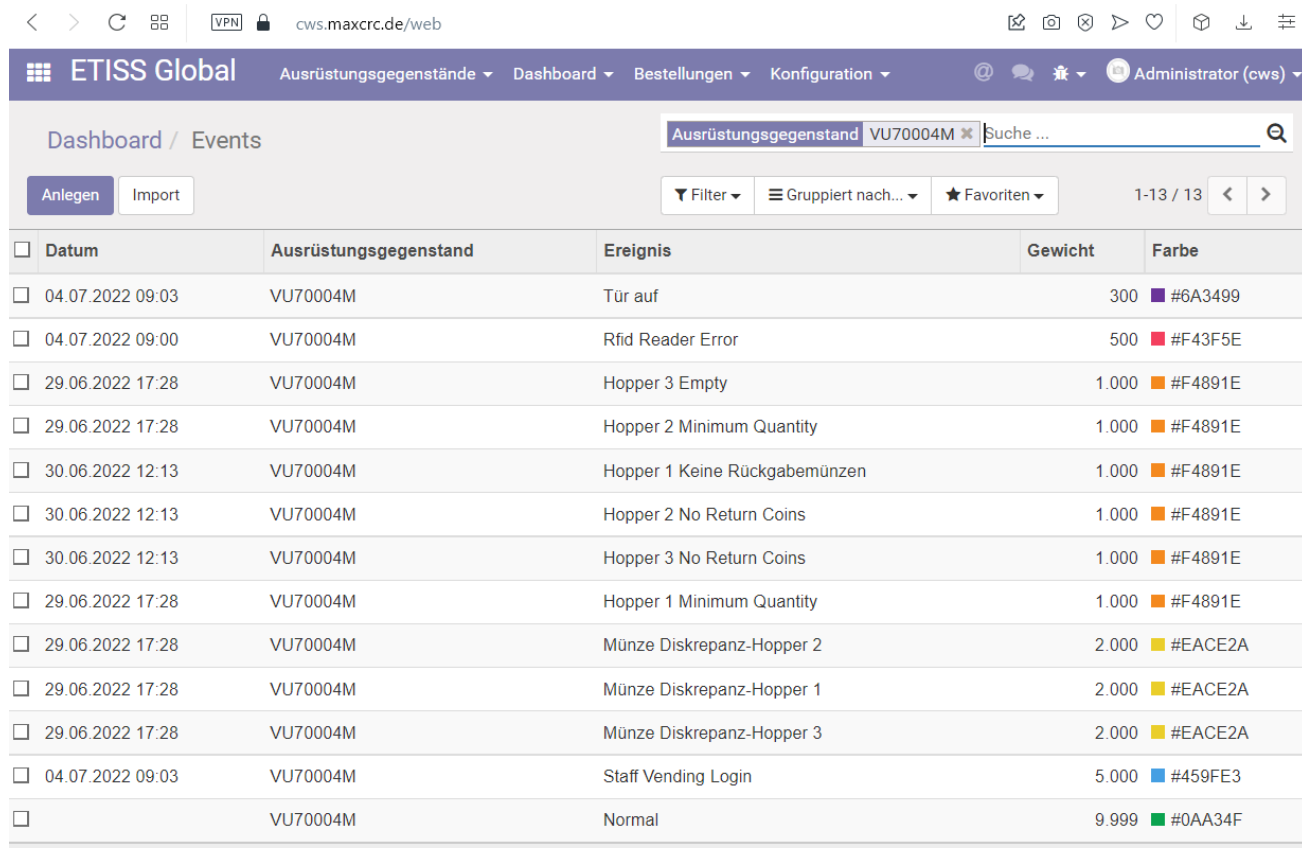 VPN cws.maxcrc.de/web
ETISS Global Ausrüstungsgegenstände Dashboard Bestellungen Konfiguration @ Administrator (cws)
Dashboard / Events Ausrüstungsgegenstand VU70004M Suche ...
Anlegen Import Filter Gruppiert nach... Favoriten 1-13 / 13
Datum Ausrüstungsgegenstand Ereignis Gewicht Farbe
04.07.2022 09:03 VU70004M Tür auf 300 #6A3499
04.07.2022 09:00 VU70004M Rfid Reader Error 500 #F43F5E
29.06.2022 17:28 VU70004M Hopper 3 Empty 1.000 #F4891E
29.06.2022 17:28 VU70004M Hopper 2 Minimum Quantity 1.000 #F4891E
30.06.2022 12:13 VU70004M Hopper 1 Keine Rückgabemünzen 1.000 #F4891E
30.06.2022 12:13 VU70004M Hopper 2 No Return Coins 1.000 #F4891E
30.06.2022 12:13 VU70004M Hopper 3 No Return Coins 1.000 #F4891E
29.06.2022 17:28 VU70004M Hopper 1 Minimum Quantity 1.000 #F4891E
29.06.2022 17:28 VU70004M Münze Diskrepanz-Hopper 2 2.000 #EACE2A
29.06.2022 17:28 VU70004M Münze Diskrepanz-Hopper 1 2.000 #EACE2A
29.06.2022 17:28 VU70004M Münze Diskrepanz-Hopper 3 2.000 #EACE2A
04.07.2022 09:03 VU70004M Staff Vending Login 5.000 #459FE3
VU70004M Normal 9.999 #0AA34F